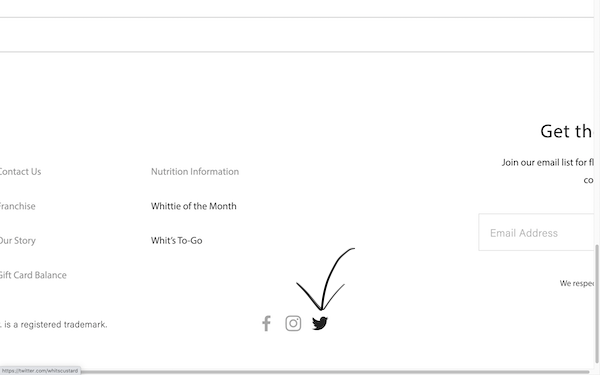 Get th
Join our email list for fl
co
Contact Us
Nutrition Information
Franchise
Whittie of the Month
Our Story
Whit's To-Go
Email Address
Gift Card Balance
We respec
. is a registered trademark.
https://twitter.com/whitscustard